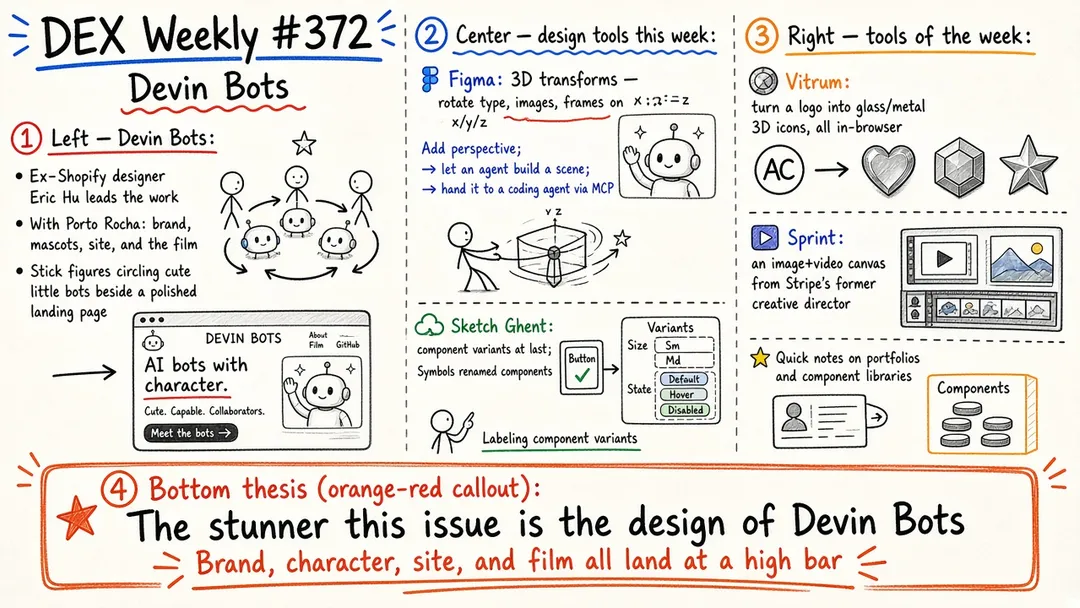 DEX Weekly #372
Devin Bots
1 Left — Devin Bots:
• Ex-Shopify designer
Eric Hu leads the work
• With Porto Rocha: brand,
mascots, site, and the film
• Stick figures circling cute
little bots beside a polished
landing page
DEVIN BOTS
About
Film
GitHub
AI bots with
character.
Cute. Capable. Collaborators.
Meet the bots →
2 Center — design tools this week:
Figma: 3D transforms —
rotate type, images, frames on
x/y/z
Add perspective;
→ let an agent build a scene;
→ hand it to a coding agent via MCP
Y Z
Sketch Ghent:
component variants at last;
Symbols renamed components
Button
Variants
Size
Sm
Md
State
Default
Hover
Disabled
Labeling component variants
3 Right — tools of the week:
Vitrum:
turn a logo into glass/metal
3D icons, all in-browser
AC
Sprint:
an image+video canvas
from Stripe's former
creative director
Quick notes on portfolios
and component libraries
Components
4 Bottom thesis (orange-red callout):
The stunner this issue is the design of Devin Bots
Brand, character, site, and film all land at a high bar